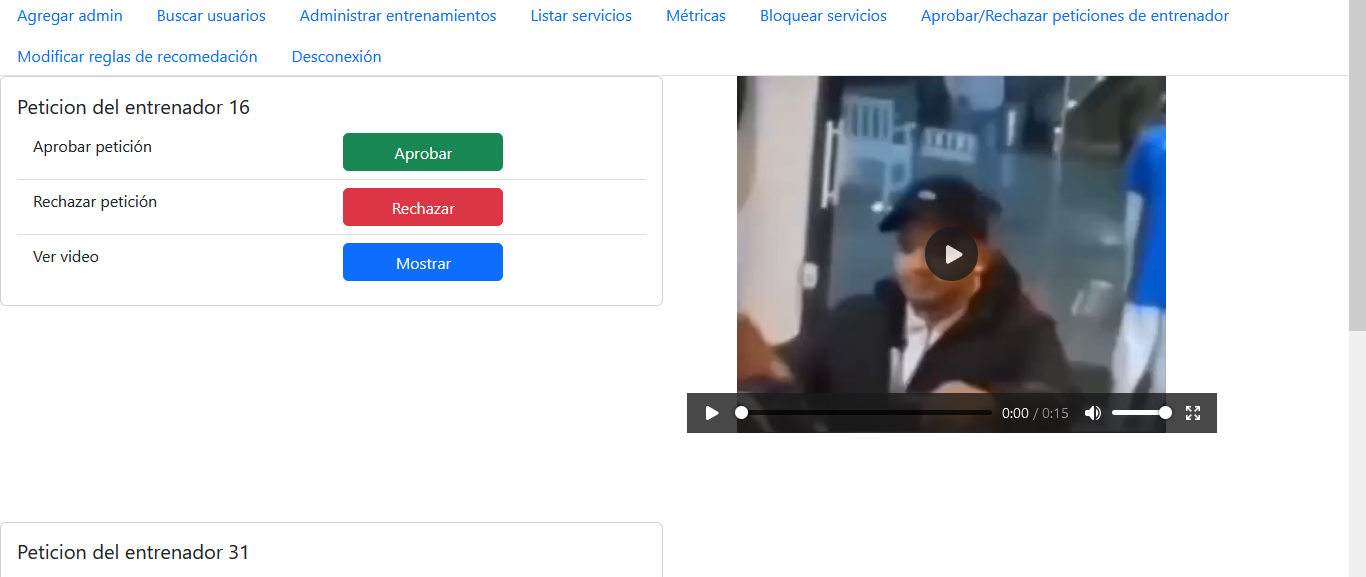 Agregar admin Buscar usuarios Administrar entrenamientos Listar servicios Métricas Bloquear servicios Aprobar/Rechazar peticiones de entrenador
Modificar reglas de recomedación Desconexión
Peticion del entrenador 16
Aprobar petición Aprobar
Rechazar petición Rechazar
Ver video Mostrar
0:00 / 0:15
Peticion del entrenador 31